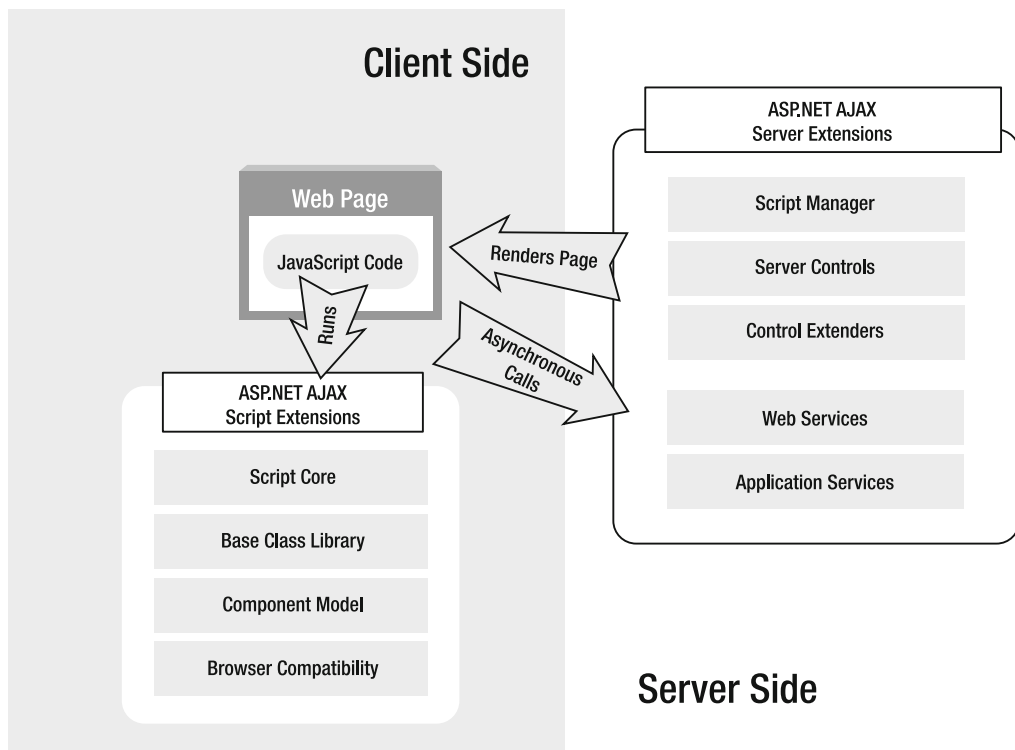 Client Side
Web Page
JavaScript Code
Runs
ASP.NET AJAX
Script Extensions
Script Core
Base Class Library
Component Model
Browser Compatibility
Renders Page
Asynchronous
Calls
ASP.NET AJAX
Server Extensions
Script Manager
Server Controls
Control Extenders
Web Services
Application Services
Server Side